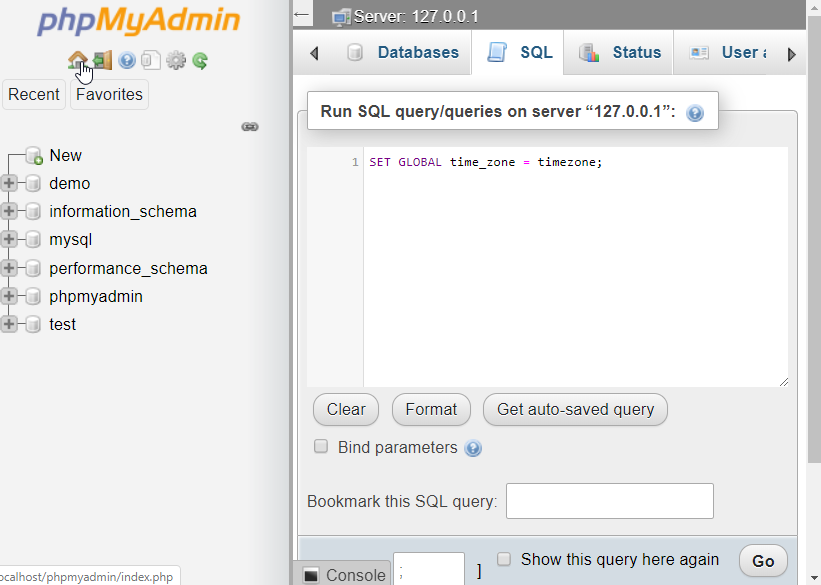 phpMyAdmin
Recent
Favorites
New
demo
information_schema
mysql
performance_schema
phpmyadmin
test
ocalhost/phpmyadmin/index.php
Server: 127.0.0.1
Databases
SQL
Status
User a
Run SQL query/queries on server “127.0.0.1”:
1 SET GLOBAL time_zone = timezone;
Clear
Format
Get auto-saved query
Bind parameters
Bookmark this SQL query:
Console
; ]
Show this query here again
Go